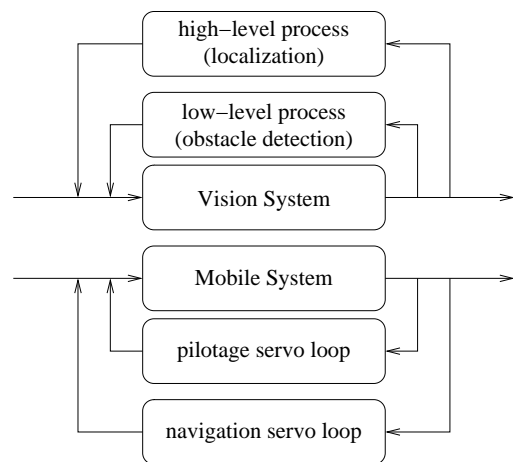 high−level process
(localization)
low−level process
(obstacle detection)
Vision System
Mobile System
pilotage servo loop
navigation servo loop